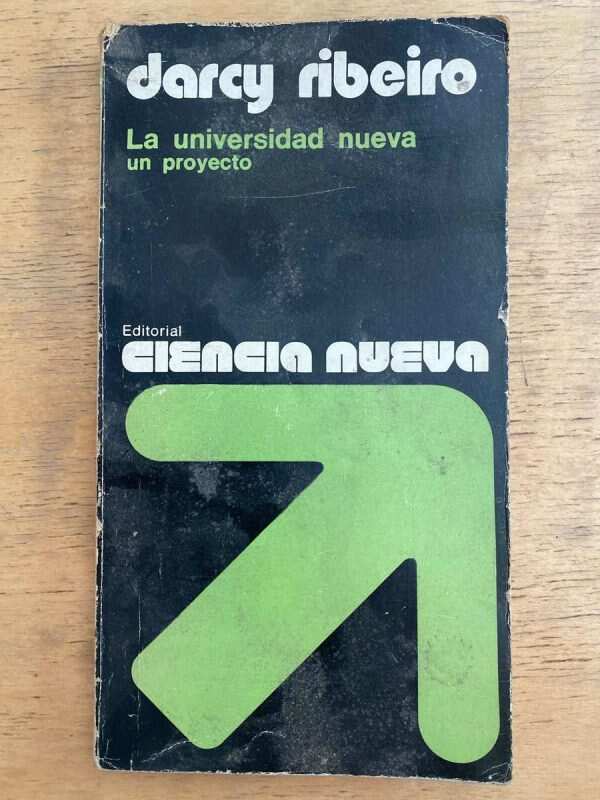 darcy ribeiro
La universidad nueva
un proyecto
Editorial
CIENCIA NUEVA